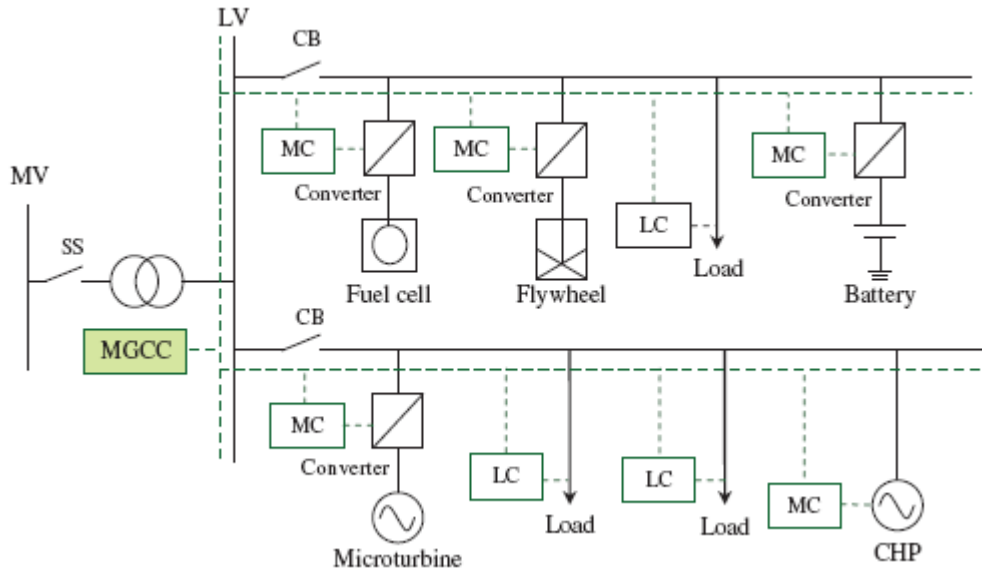 LV
CB
MC
MC
MC
Converter
Converter
Converter
MV
LC
SS
Load
Fuel cell
Flywheel
Battery
CB
MGCC
MC
Converter
LC
LC
MC
Load
Load
Microturbine
CHP